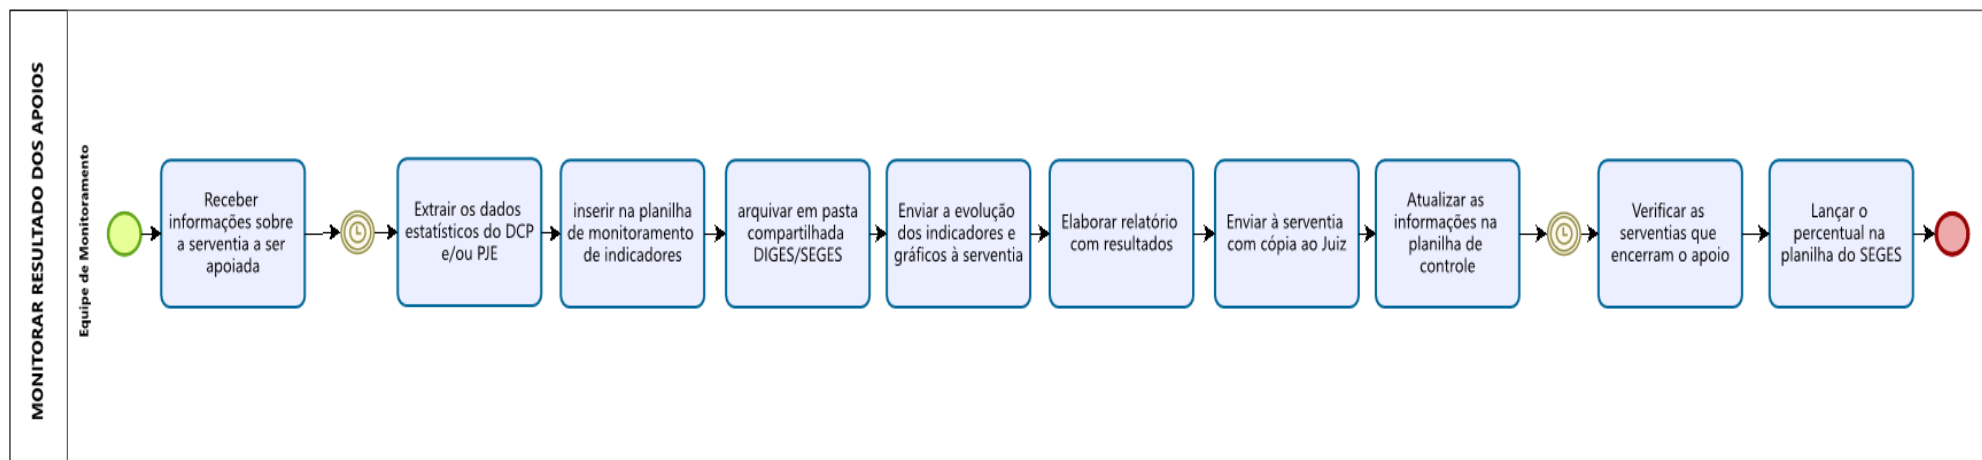 MONITORAR RESULTADO DOS APOIOS
Equipe de Monitoramento
Receber
informações sobre
a serventia a ser
apoiada
Extrair os dados
estatísticos do DCP
e/ou PJE
inserir na planilha
de monitoramento
de indicadores
arquivar em pasta
compartilhada
DIGES/SEGES
Enviar a evolução
dos indicadores e
gráficos à serventia
Elaborar relatório
com resultados
Enviar à serventia
com cópia ao Juiz
Atualizar as
informações na
planilha de
controle
Verificar as
serventias que
encerram o apoio
Lançar o
percentual na
planilha do SEGES